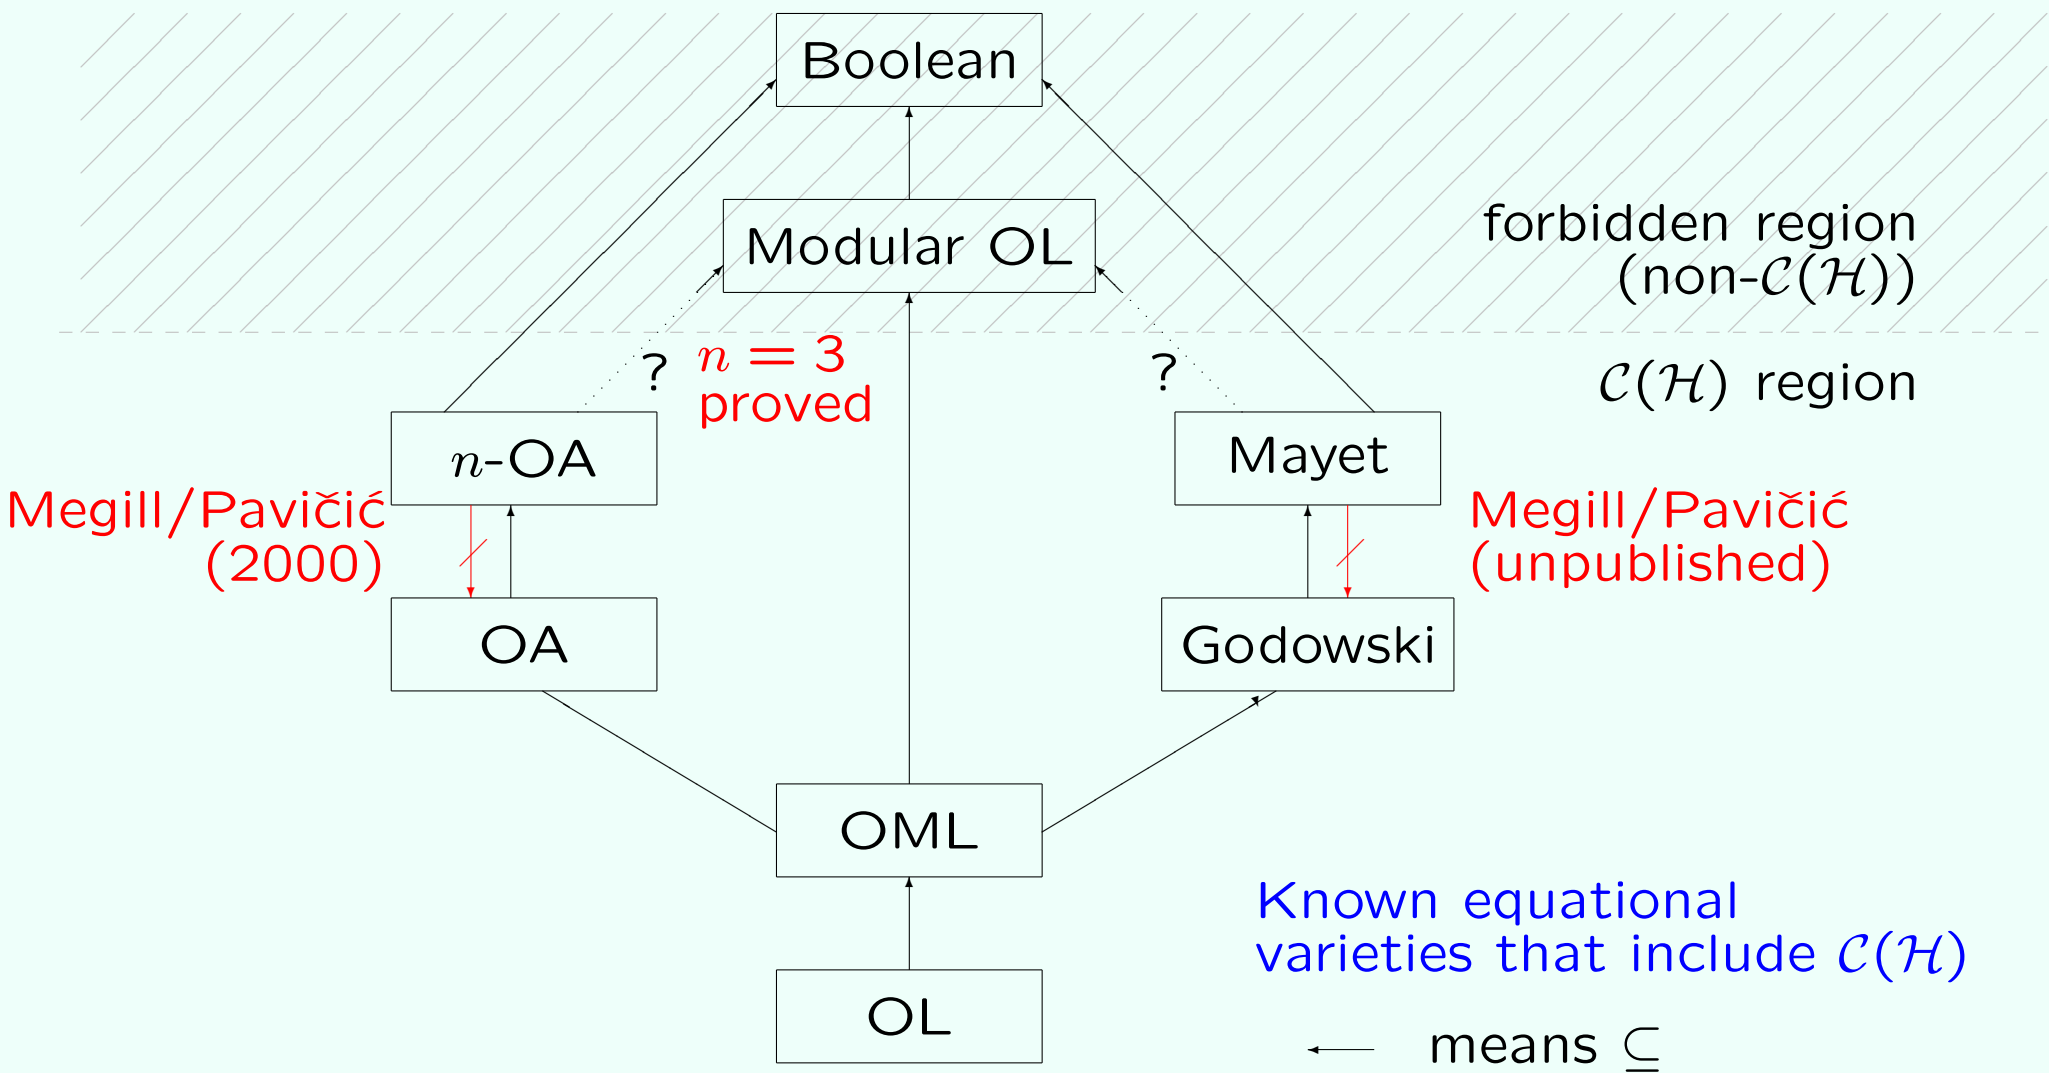 Boolean
Modular OL
forbidden region
(non-𝒞(ℋ))
𝒞(ℋ) region
?
n = 3
proved
?
n-OA
Mayet
Megill/Pavičić
(2000)
Megill/Pavičić
(unpublished)
OA
Godowski
OML
Known equational
varieties that include 𝒞(ℋ)
OL
means ⊆